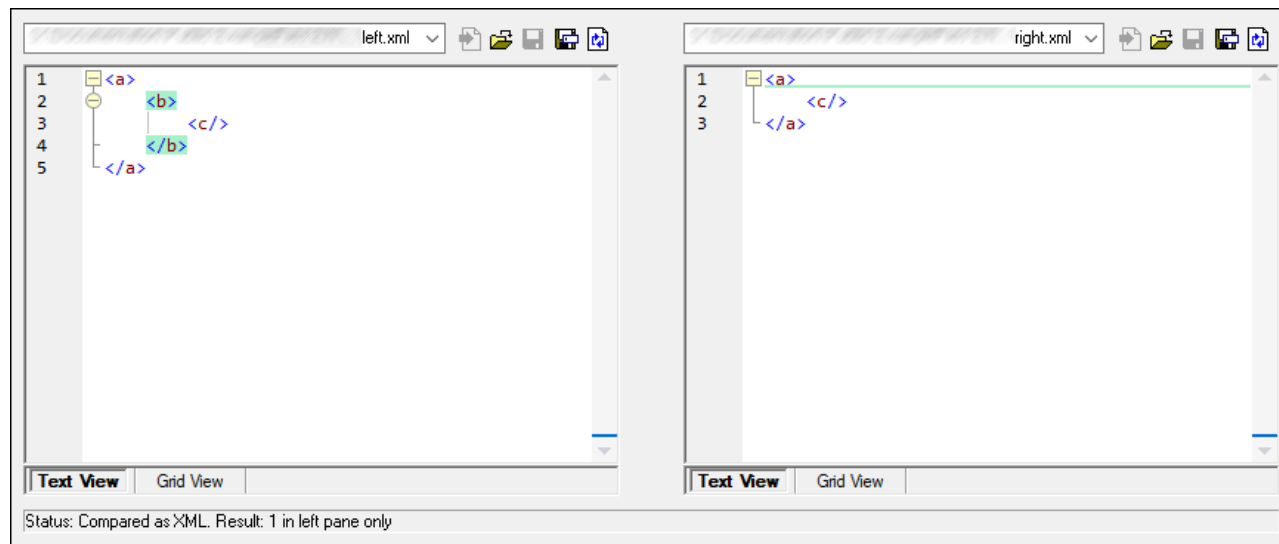 left.xml
1 <a>
2 <b>
3 <c/>
4 </b>
5 </a>
Text View Grid View
right.xml
1 <a>
2 <c/>
3 </a>
Text View Grid View
Status: Compared as XML. Result: 1 in left pane only